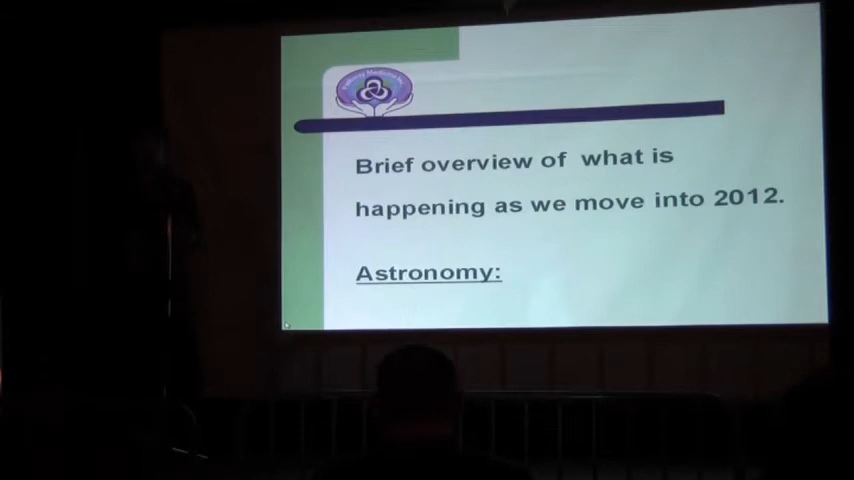 Brief overview of what is
happening as we move into 2012.
Astronomy: